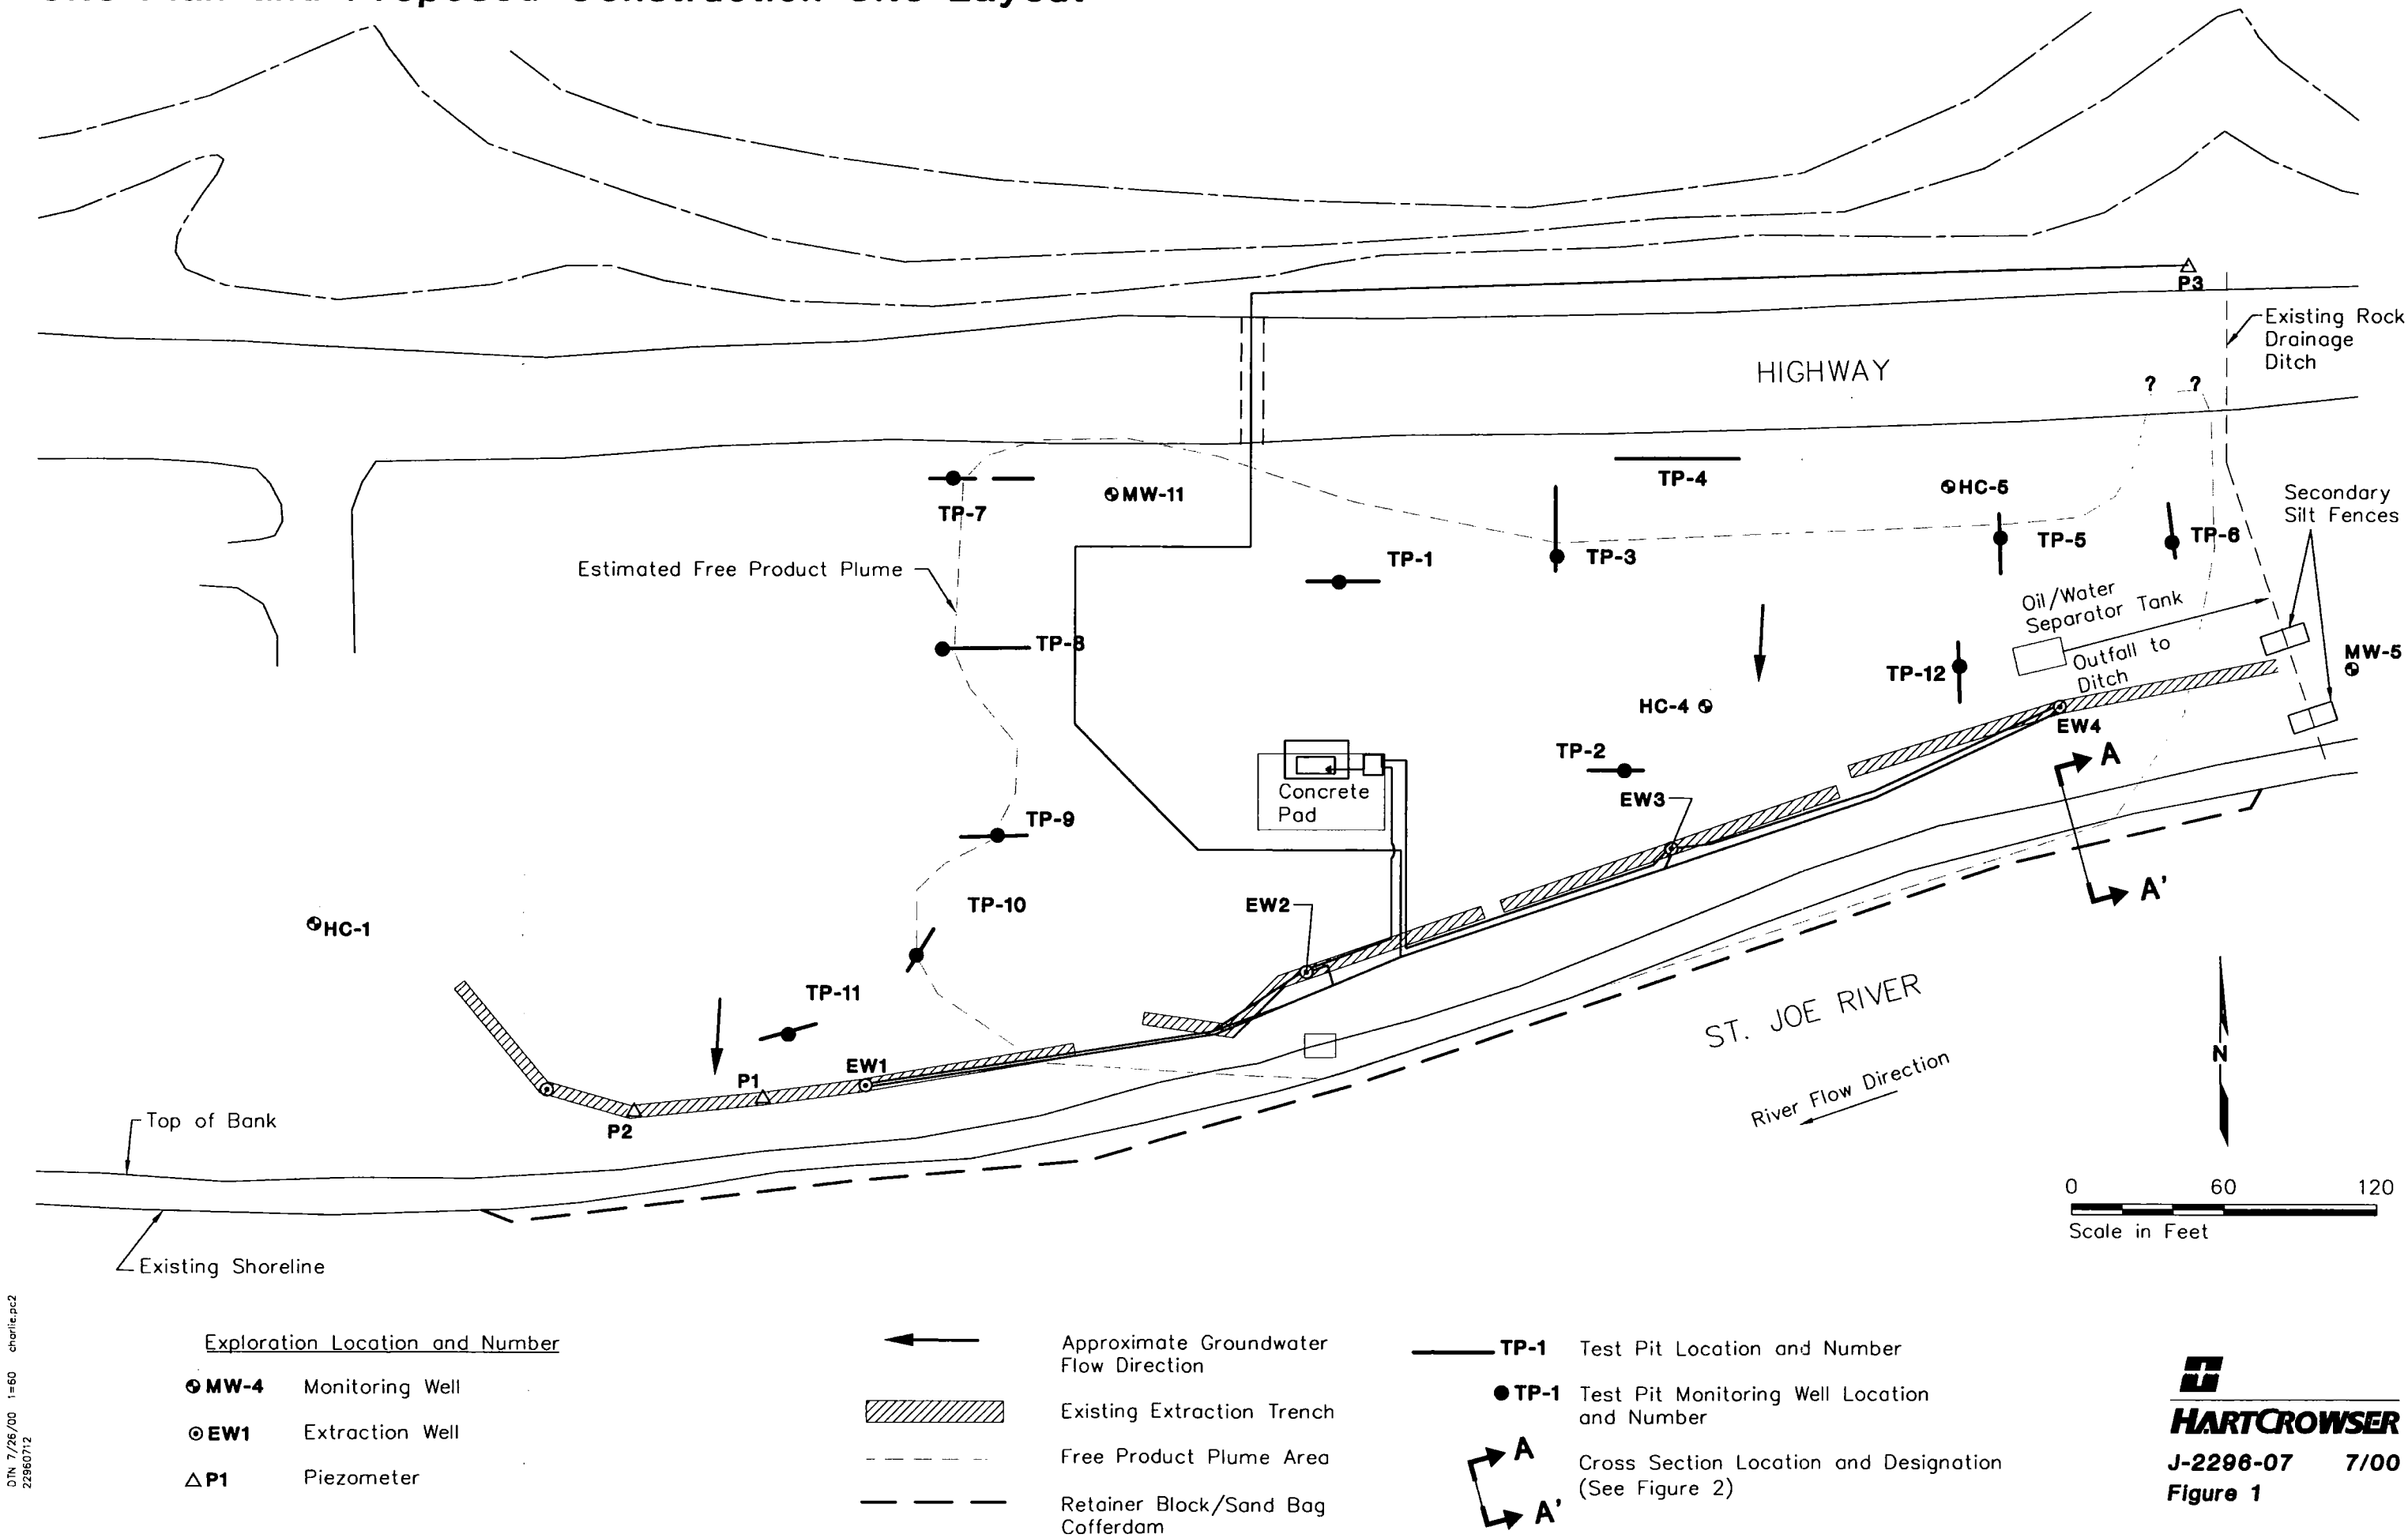 Site Plan and Proposed Construction Site Layout
P3
Existing Rock
Drainage
Ditch
HIGHWAY
? ?
TP-7
MW-11
TP-4
HC-5
Secondary
Silt Fences
TP-5
TP-6
TP-3
TP-1
Estimated Free Product Plume
Oil/Water
Separator Tank
TP-8
TP-12
Outfall to
Ditch
MW-5
HC-4
EW4
TP-2
A
Concrete
Pad
EW3
TP-9
A'
TP-10
EW2
HC-1
TP-11
ST. JOE RIVER
N
EW1
P1
River Flow Direction
Top of Bank
P2
0 60 120
Scale in Feet
Existing Shoreline
DTN 7/26/00 1=60 charlie.pc2
22960712
Exploration Location and Number
MW-4 Monitoring Well
EW1 Extraction Well
P1 Piezometer
Approximate Groundwater
Flow Direction
Existing Extraction Trench
Free Product Plume Area
Retainer Block/Sand Bag
Cofferdam
TP-1 Test Pit Location and Number
TP-1 Test Pit Monitoring Well Location
and Number
A
Cross Section Location and Designation
(See Figure 2)
A'
HARTCROWSER
J-2296-07 7/00
Figure 1